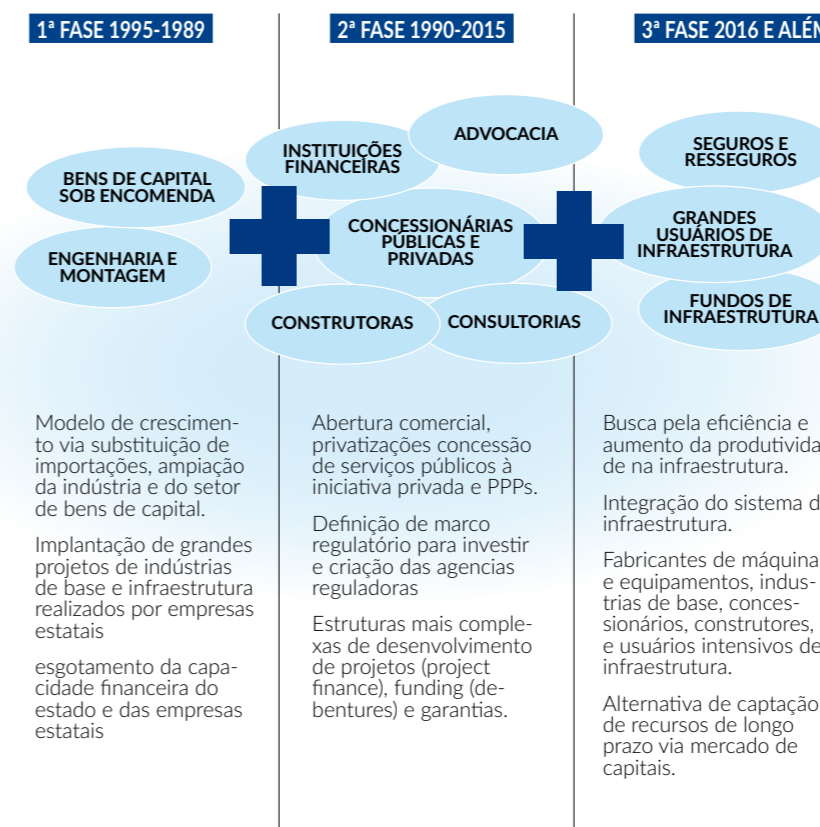 1ª FASE 1995-1989
BENS DE CAPITAL
SOB ENCOMENDA
ENGENHARIA E
MONTAGEM
Modelo de crescimen-
to via substituição de
importações, ampiação
da indústria e do setor
de bens de capital.
Implantação de grandes
projetos de indústrias
de base e infraestrutura
realizados por empresas
estatais
esgotamento da capa-
cidade financeira do
estado e das empresas
estatais
2ª FASE 1990-2015
INSTITUIÇÕES
FINANCEIRAS
ADVOCACIA
CONCESSIONÁRIAS
PÚBLICAS E
PRIVADAS
CONSTRUTORAS
CONSULTORIAS
Abertura comercial,
privatizações concessão
de serviços públicos à
iniciativa privada e PPPs.
Definição de marco
regulatório para investir
e criação das agencias
reguladoras
Estruturas mais comple-
xas de desenvolvimento
de projetos (project
finance), funding (de-
bentures) e garantias.
3ª FASE 2016 E ALÉM
SEGUROS E
RESSEGUROS
GRANDES
USUÁRIOS DE
INFRAESTRUTURA
FUNDOS DE
INFRAESTRUTURA
Busca pela eficiência e
aumento da produtivida
de na infraestrutura.
Integração do sistema d
infraestrutura.
Fabricantes de máquina
e equipamentos, indus-
trias de base, conces-
sionários, construtores,
e usuários intensivos de
infraestrutura.
Alternativa de captação
de recursos de longo
prazo via mercado de
capitais.